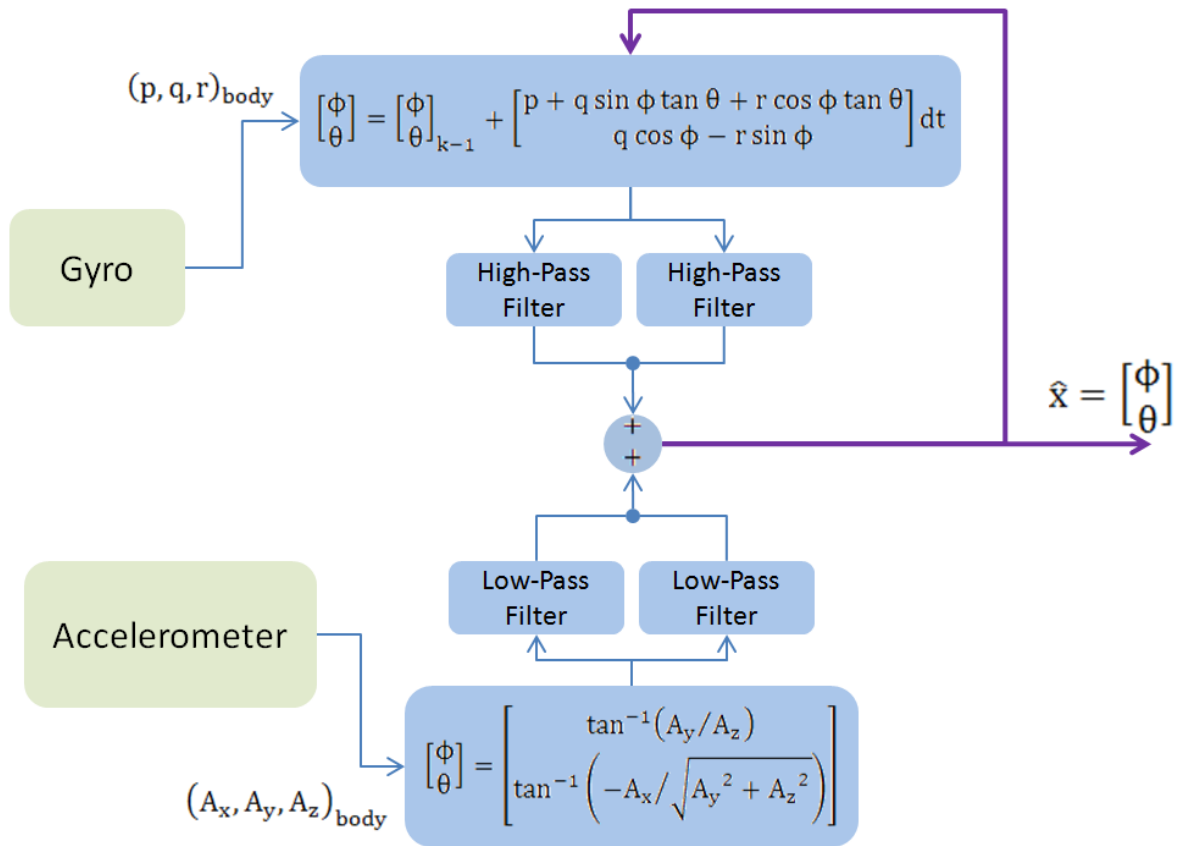 (p, q, r)body
[ϕ θ] = [ϕ θ]k−1 + [p + q sin ϕ tan θ + r cos ϕ tan θ
q cos ϕ − r sin ϕ] dt
Gyro
High-Pass
Filter
High-Pass
Filter
x̂ = [ϕ θ]
+
+
Low-Pass
Filter
Low-Pass
Filter
Accelerometer
[ϕ θ] = [tan⁻¹(Ay/Az)
tan⁻¹(−Ax/√(Ay² + Az²))]
(Ax, Ay, Az)body